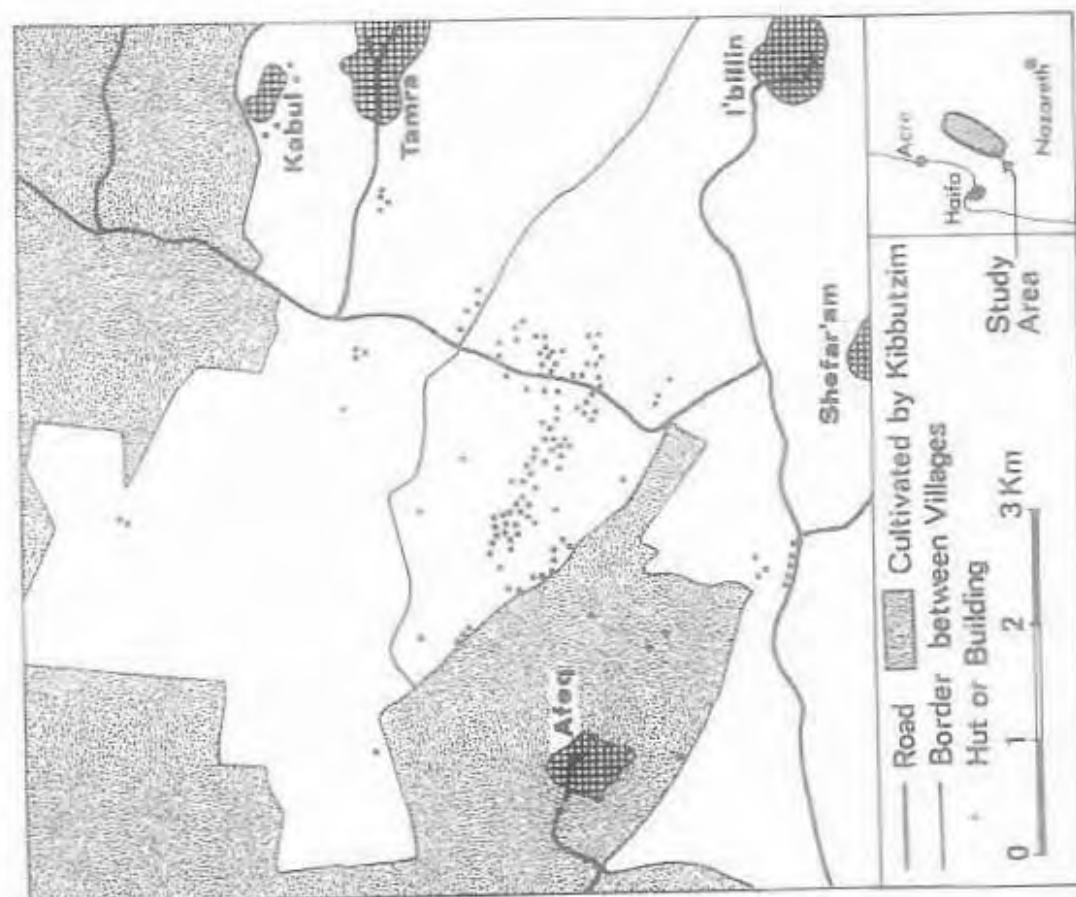 Kabul
Tamra
I'billin
Afeq
Shefar'am
Road
Cultivated by Kibbutzim
Border between Villages
Hut or Building
0 1 2 3 Km
Acre
Haifa
Nazareth
Study
Area